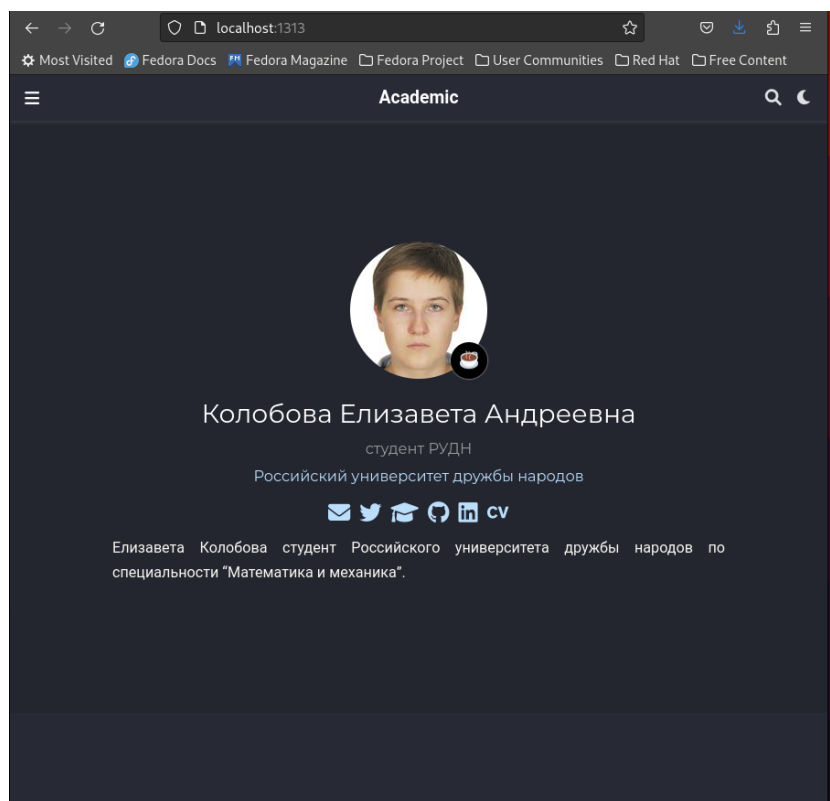 localhost:1313
Most Visited Fedora Docs Fedora Magazine Fedora Project User Communities Red Hat Free Content
Academic
Колобова Елизавета Андреевна
студент РУДН
Российский университет дружбы народов
CV
Елизавета Колобова студент Российского университета дружбы народов по
специальности “Математика и механика”.